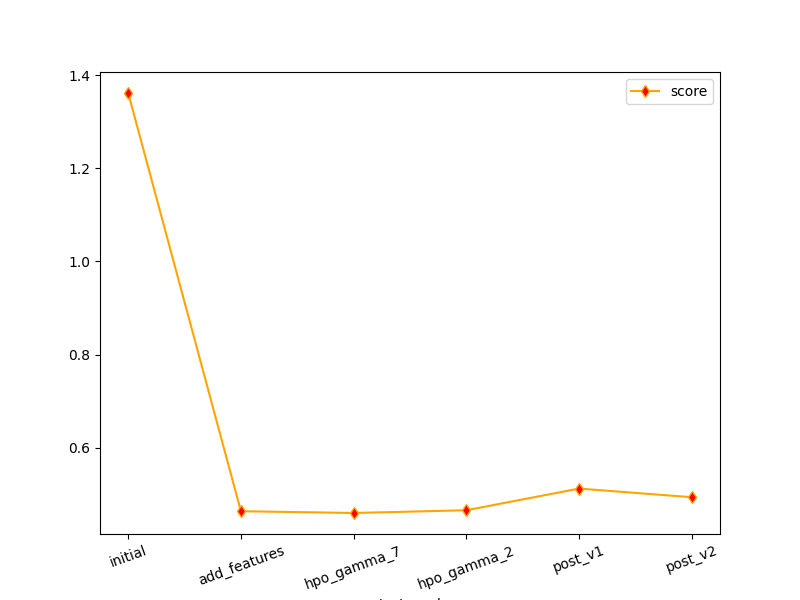 1.4
1.2
1.0
0.8
0.6
score
initial
add_features
hpo_gamma_7
hpo_gamma_2
post_v1
post_v2